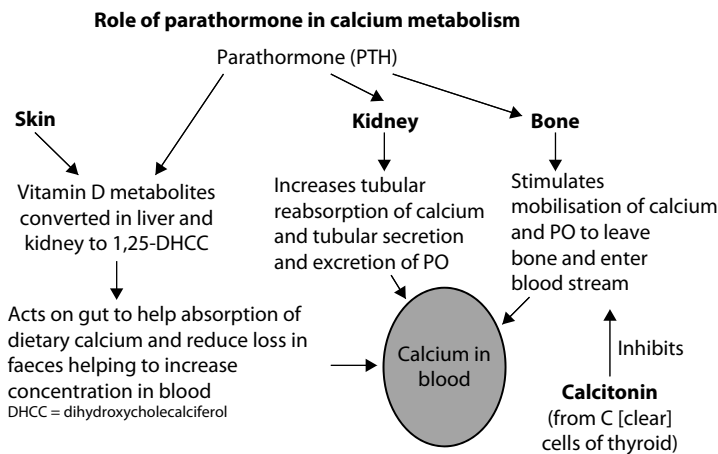 Role of parathormone in calcium metabolism
Parathormone (PTH)
Skin
Kidney
Bone
Vitamin D metabolites
converted in liver and
kidney to 1,25-DHCC
Increases tubular
reabsorption of calcium
and tubular secretion
and excretion of PO
Stimulates
mobilisation of calcium
and PO to leave
bone and enter
blood stream
Acts on gut to help absorption of
dietary calcium and reduce loss in
faeces helping to increase
concentration in blood
DHCC = dihydroxycholecalciferol
Calcium in
blood
Inhibits
Calcitonin
(from C [clear]
cells of thyroid)